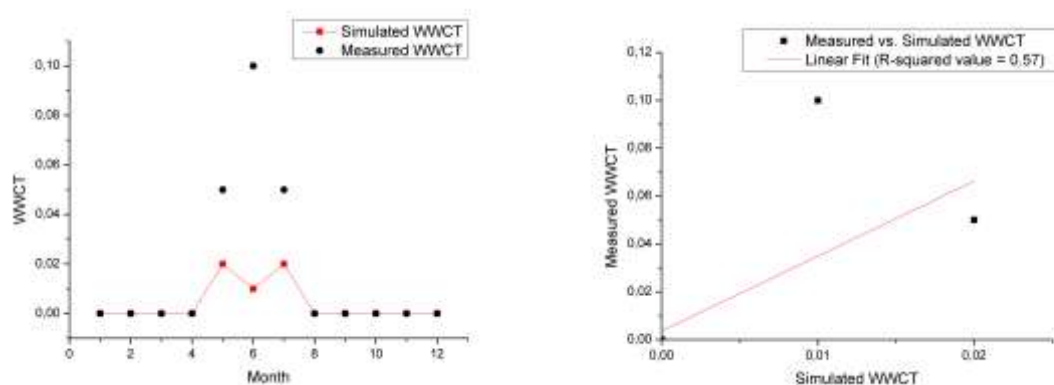 Simulated WWCT
Measured WWCT
0,10
0,08
0,06
0,04
0,02
0,00
WWCT
0
2
4
6
8
10
12
Month
Measured vs. Simulated WWCT
Linear Fit (R-squared value = 0.57)
0,12
0,10
0,08
0,06
0,04
0,02
0,00
Measured WWCT
0,00
0,01
0,02
Simulated WWCT